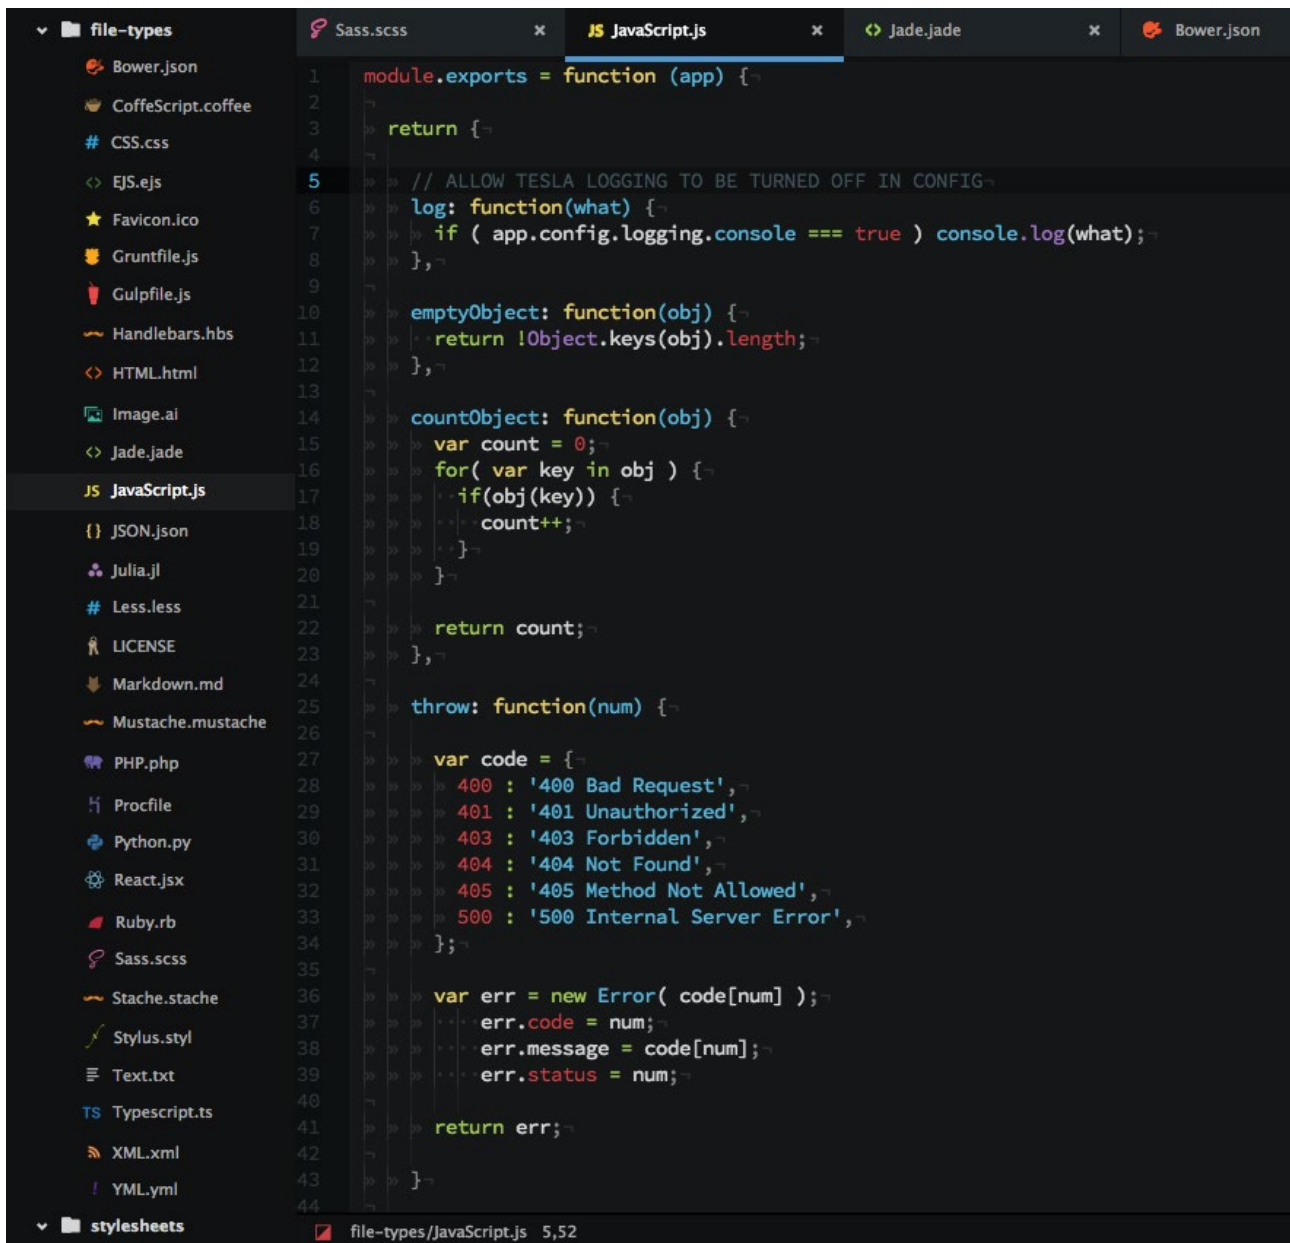 file-types
Bower.json
CoffeScript.coffee
# CSS.css
<> EJS.ejs
Favicon.ico
Gruntfile.js
Gulpfile.js
Handlebars.hbs
<> HTML.html
Image.ai
<> Jade.jade
JS JavaScript.js
{} JSON.json
Julia.jl
# Less.less
LICENSE
Markdown.md
Mustache.mustache
PHP.php
Procfile
Python.py
React.jsx
Ruby.rb
Sass.scss
Stache.stache
Stylus.styl
Text.txt
TS Typescript.ts
XML.xml
! YML.yml
stylesheets
Sass.scss × JS JavaScript.js × <> Jade.jade × Bower.json
1 module.exports = function (app) {¬
2 ¬
3 » return {¬
4 ¬
5 » » // ALLOW TESLA LOGGING TO BE TURNED OFF IN CONFIG¬
6 » » log: function(what) {¬
7 » » » if ( app.config.logging.console === true ) console.log(what);¬
8 » » },¬
9 ¬
10 » » emptyObject: function(obj) {¬
11 » » ··return !Object.keys(obj).length;¬
12 » » },¬
13 ¬
14 » » countObject: function(obj) {¬
15 » » » var count = 0;¬
16 » » » for( var key in obj ) {¬
17 » » » ··if(obj(key)) {¬
18 » » » ····count++;¬
19 » » » ··}¬
20 » » » }¬
21 ¬
22 » » » return count;¬
23 » » },¬
24 ¬
25 » » throw: function(num) {¬
26 ¬
27 » » » var code = {¬
28 » » » » 400 : '400 Bad Request',¬
29 » » » » 401 : '401 Unauthorized',¬
30 » » » » 403 : '403 Forbidden',¬
31 » » » » 404 : '404 Not Found',¬
32 » » » » 405 : '405 Method Not Allowed',¬
33 » » » » 500 : '500 Internal Server Error',¬
34 » » » };¬
35 ¬
36 » » » var err = new Error( code[num] );¬
37 » » » ····err.code = num;¬
38 » » » ····err.message = code[num];¬
39 » » » ····err.status = num;¬
40 ¬
41 » » » return err;¬
42 ¬
43 » » }¬
44 ¬
file-types/JavaScript.js 5,52